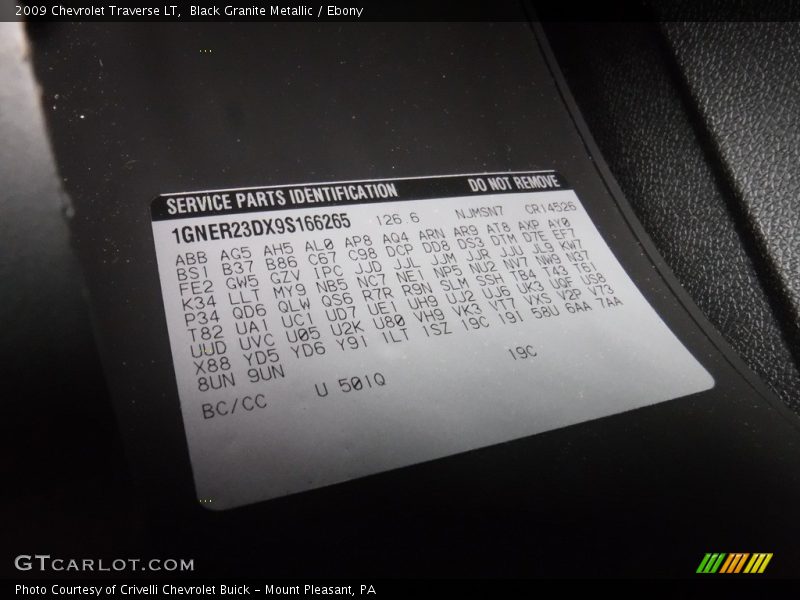 2009 Chevrolet Traverse LT,  Black Granite Metallic / Ebony
SERVICE PARTS IDENTIFICATION DO NOT REMOVE
1GNER23DX9S166265 126.6 NJMSN7 CR14526
ABB AG5 AH5 AL0 AP8 AQ4 ARN AR9 AT8 AXP AY0
BS1 B37 B86 C67 C98 DCP DD8 DS3 DTM D7E EF7
FE2 GW5 GZV IPC JJD JJL JJM JJR JJU JL9 KW7
K34 LLT MY9 NB5 NC7 NE1 NP5 NU2 NV7 NW9 N37
P34 QD6 QLW QS6 R7R R9N SLM SSH TB4 T43 T63
T82 UA1 UC1 UD7 UE1 UH9 UJ2 UJ6 UK3 UQF US8
UUD UVC U05 U2K U80 VH9 VK3 VT7 VXS V2P V73
X88 YD5 YD6 Y91 1LT 1SZ 19C 19I 58U 6AA 7AA
8UN 9UN
BC/CC U 501Q 19C
GTCARLOT.COM
Photo Courtesy of Crivelli Chevrolet Buick - Mount Pleasant, PA